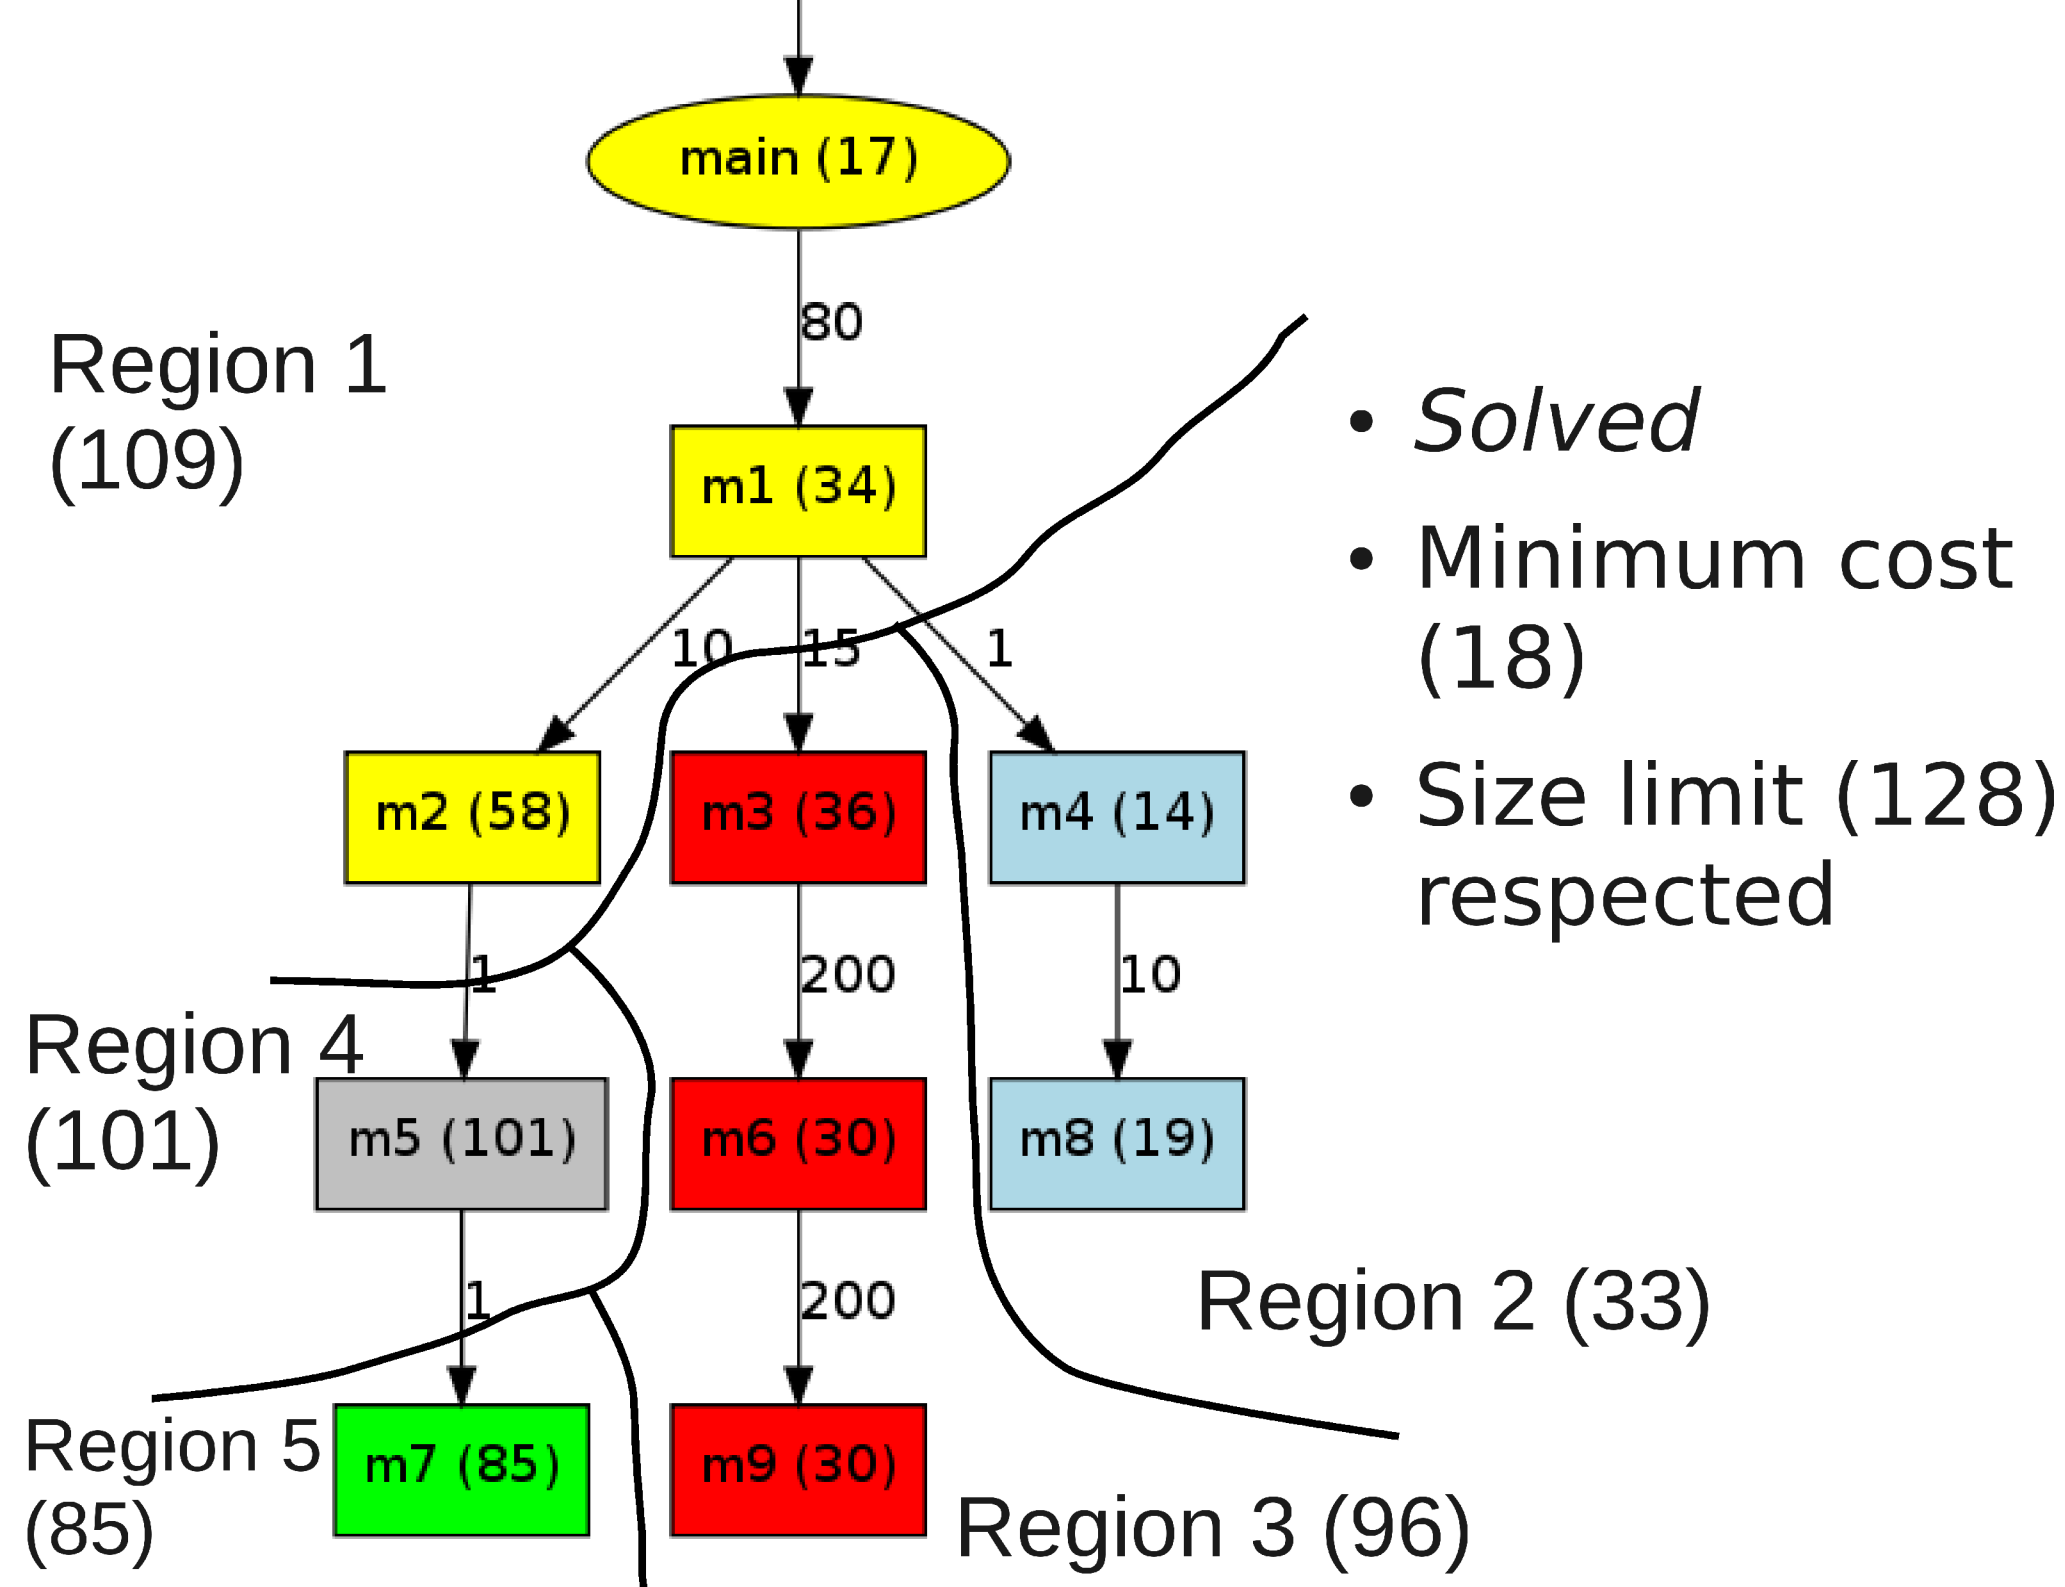 main (17)
80
Region 1
(109)
m1 (34)
• Solved
• Minimum cost
(18)
• Size limit (128)
respected
10
15
1
m2 (58)
m3 (36)
m4 (14)
1
200
10
Region 4
(101)
m5 (101)
m6 (30)
m8 (19)
1
200
Region 2 (33)
Region 5
(85)
m7 (85)
m9 (30)
Region 3 (96)